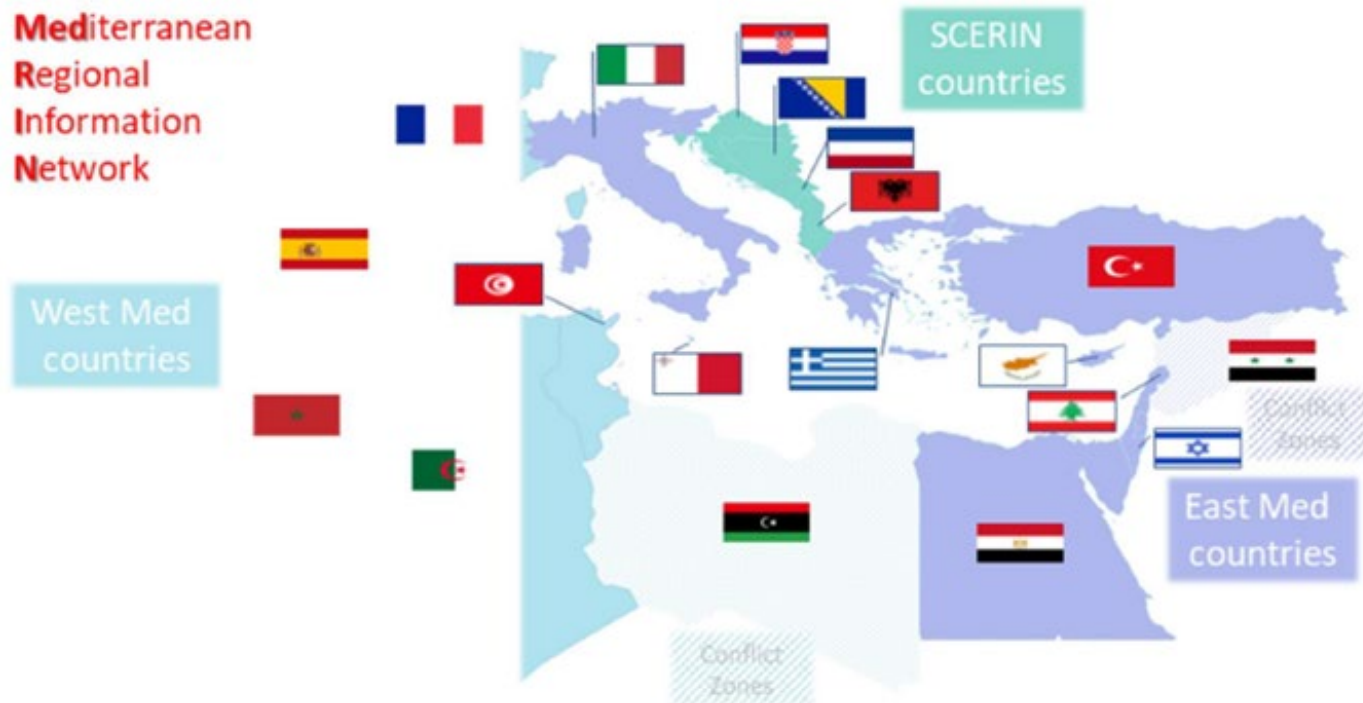 Mediterranean
Regional
Information
Network
SCERIN
countries
West Med
countries
Conflict
Zones
East Med
countries
Conflict
Zones